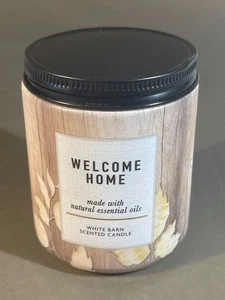 WELCOME
HOME
made with
natural essential oils
WHITE BARN
SCENTED CANDLE